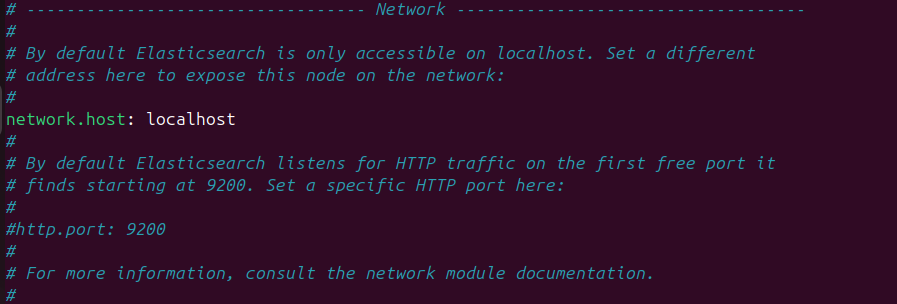 # ---------------------------------- Network -----------------------------------
#
# By default Elasticsearch is only accessible on localhost. Set a different
# address here to expose this node on the network:
#
network.host: localhost
#
# By default Elasticsearch listens for HTTP traffic on the first free port it
# finds starting at 9200. Set a specific HTTP port here:
#
#http.port: 9200
#
# For more information, consult the network module documentation.
#